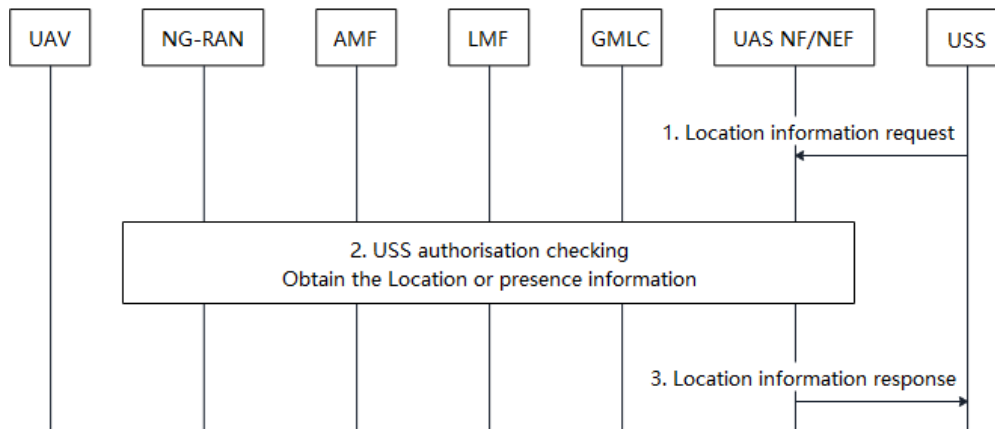 UAV
NG-RAN
AMF
LMF
GMLC
UAS NF/NEF
USS
1. Location information request
2. USS authorisation checking
Obtain the Location or presence information
3. Location information response